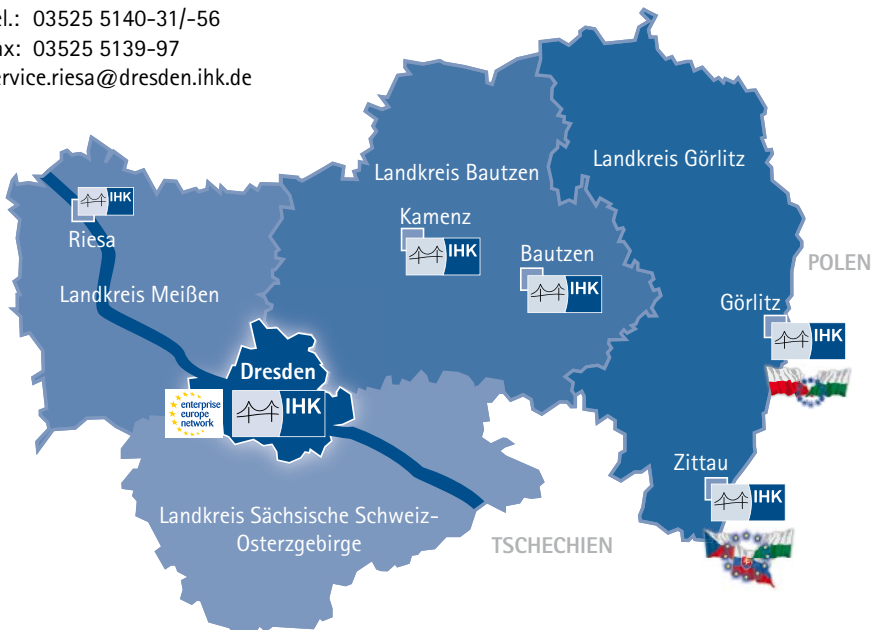 el.: 03525 5140-31/-56
ax: 03525 5139-97
ervice.riesa@dresden.ihk.de
Landkreis Görlitz
Landkreis Bautzen
IHK
Riesa
Kamenz
IHK
Bautzen
IHK
POLEN
Landkreis Meißen
Görlitz
IHK
Dresden
enterprise
europe
network
IHK
Zittau
IHK
Landkreis Sächsische Schweiz-
Osterzgebirge
TSCHECHIEN